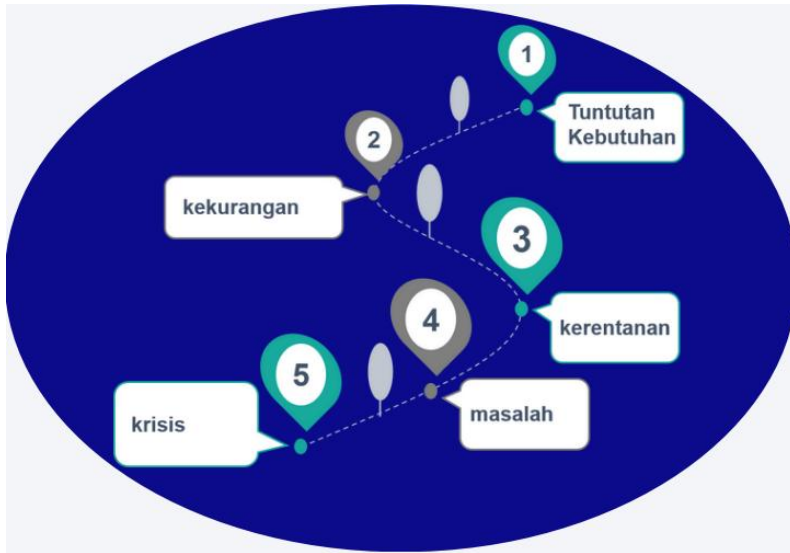 1
Tuntutan
Kebutuhan
2
kekurangan
3
kerentanan
4
masalah
5
krisis